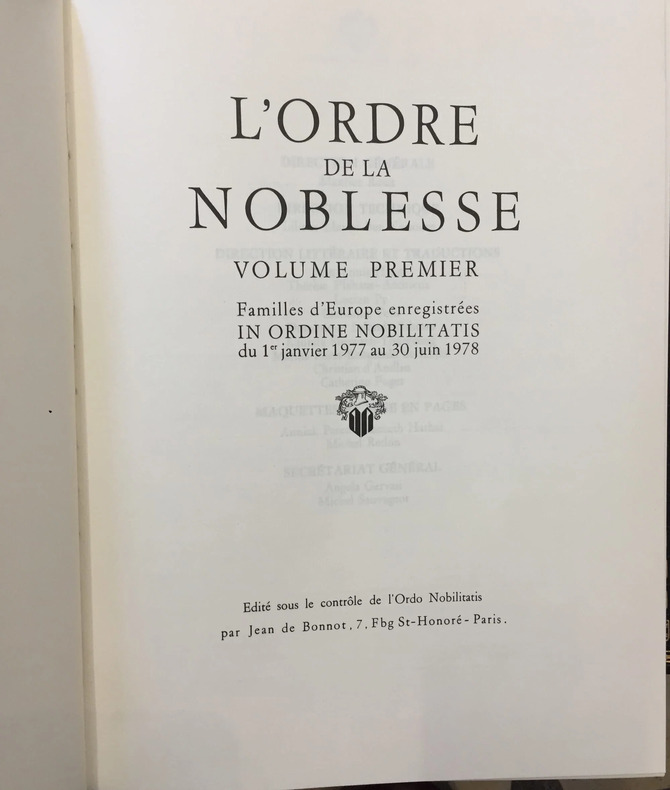 L'ORDRE
DE LA
NOBLESSE
VOLUME PREMIER
Familles d'Europe enregistrées
IN ORDINE NOBILITATIS
du 1er janvier 1977 au 30 juin 1978
Edité sous le contrôle de l'Ordo Nobilitatis
par Jean de Bonnot, 7, Fbg St-Honoré - Paris.